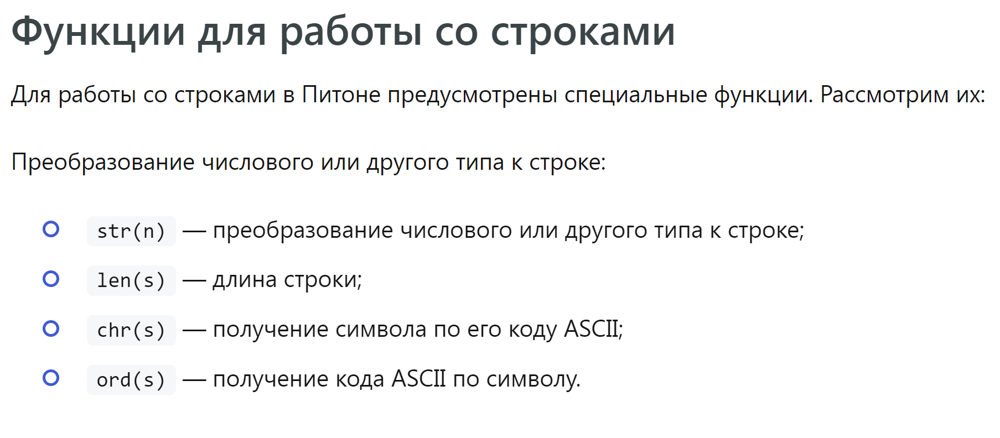 Функции для работы со строками
Для работы со строками в Питоне предусмотрены специальные функции. Рассмотрим их:
Преобразование числового или другого типа к строке:
str(n) — преобразование числового или другого типа к строке;
len(s) — длина строки;
chr(s) — получение символа по его коду ASCII;
ord(s) — получение кода ASCII по символу.